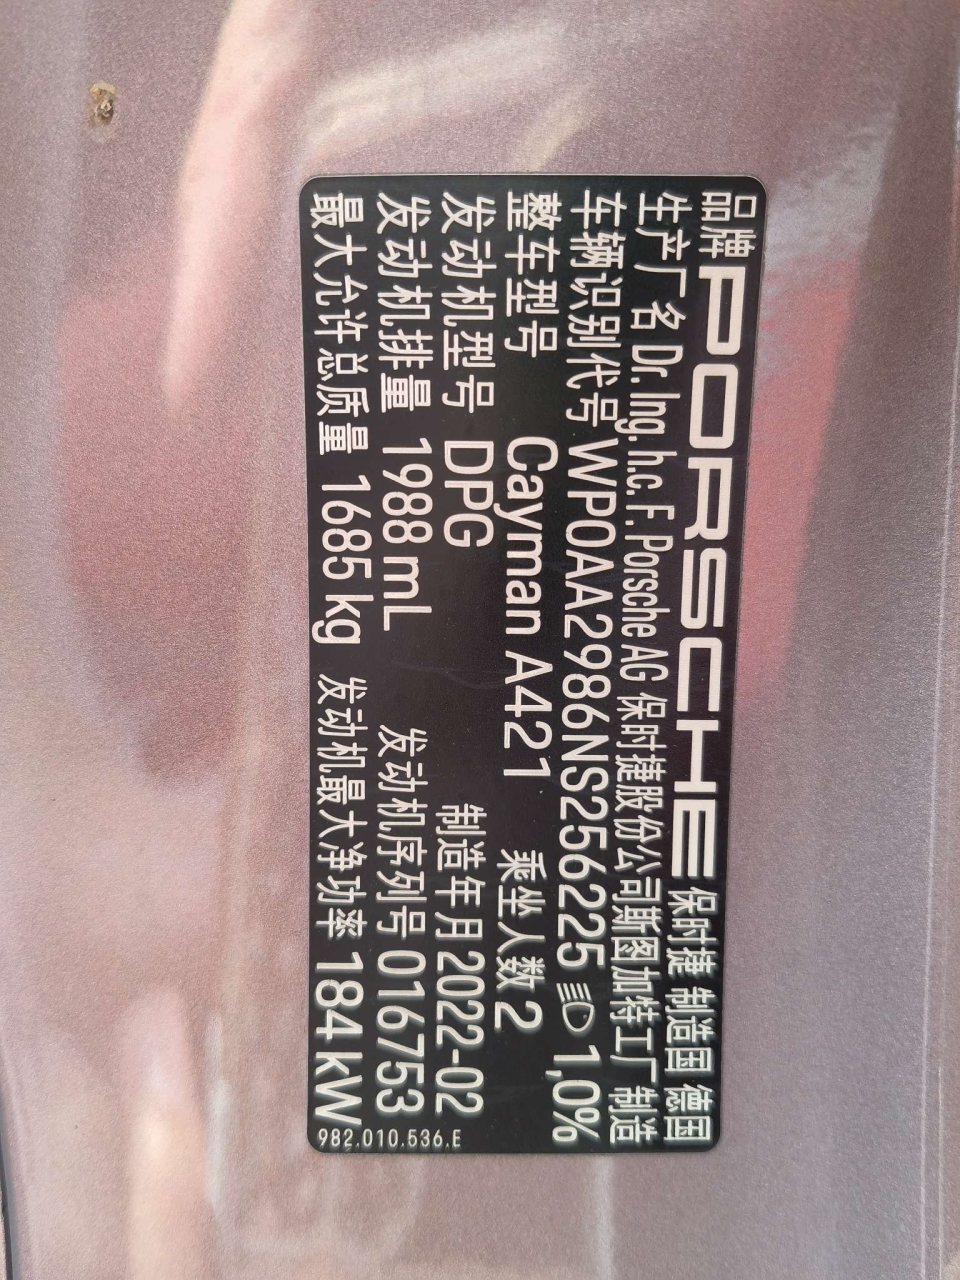 品牌 PORSCHE 保时捷 制造国 德国
生产厂名 Dr. Ing. h.c. F. Porsche AG 保时捷股份公司斯图加特工厂 制造
车辆识别代号 WP0AA2986NS256225 1,0%
整车型号 Cayman A421 乘坐人数 2
发动机型号 DPG 制造年月 2022-02
发动机排量 1988 mL 发动机序列号 016753
最大允许总质量 1685 kg 发动机最大净功率 184 kW
982.010.536.E